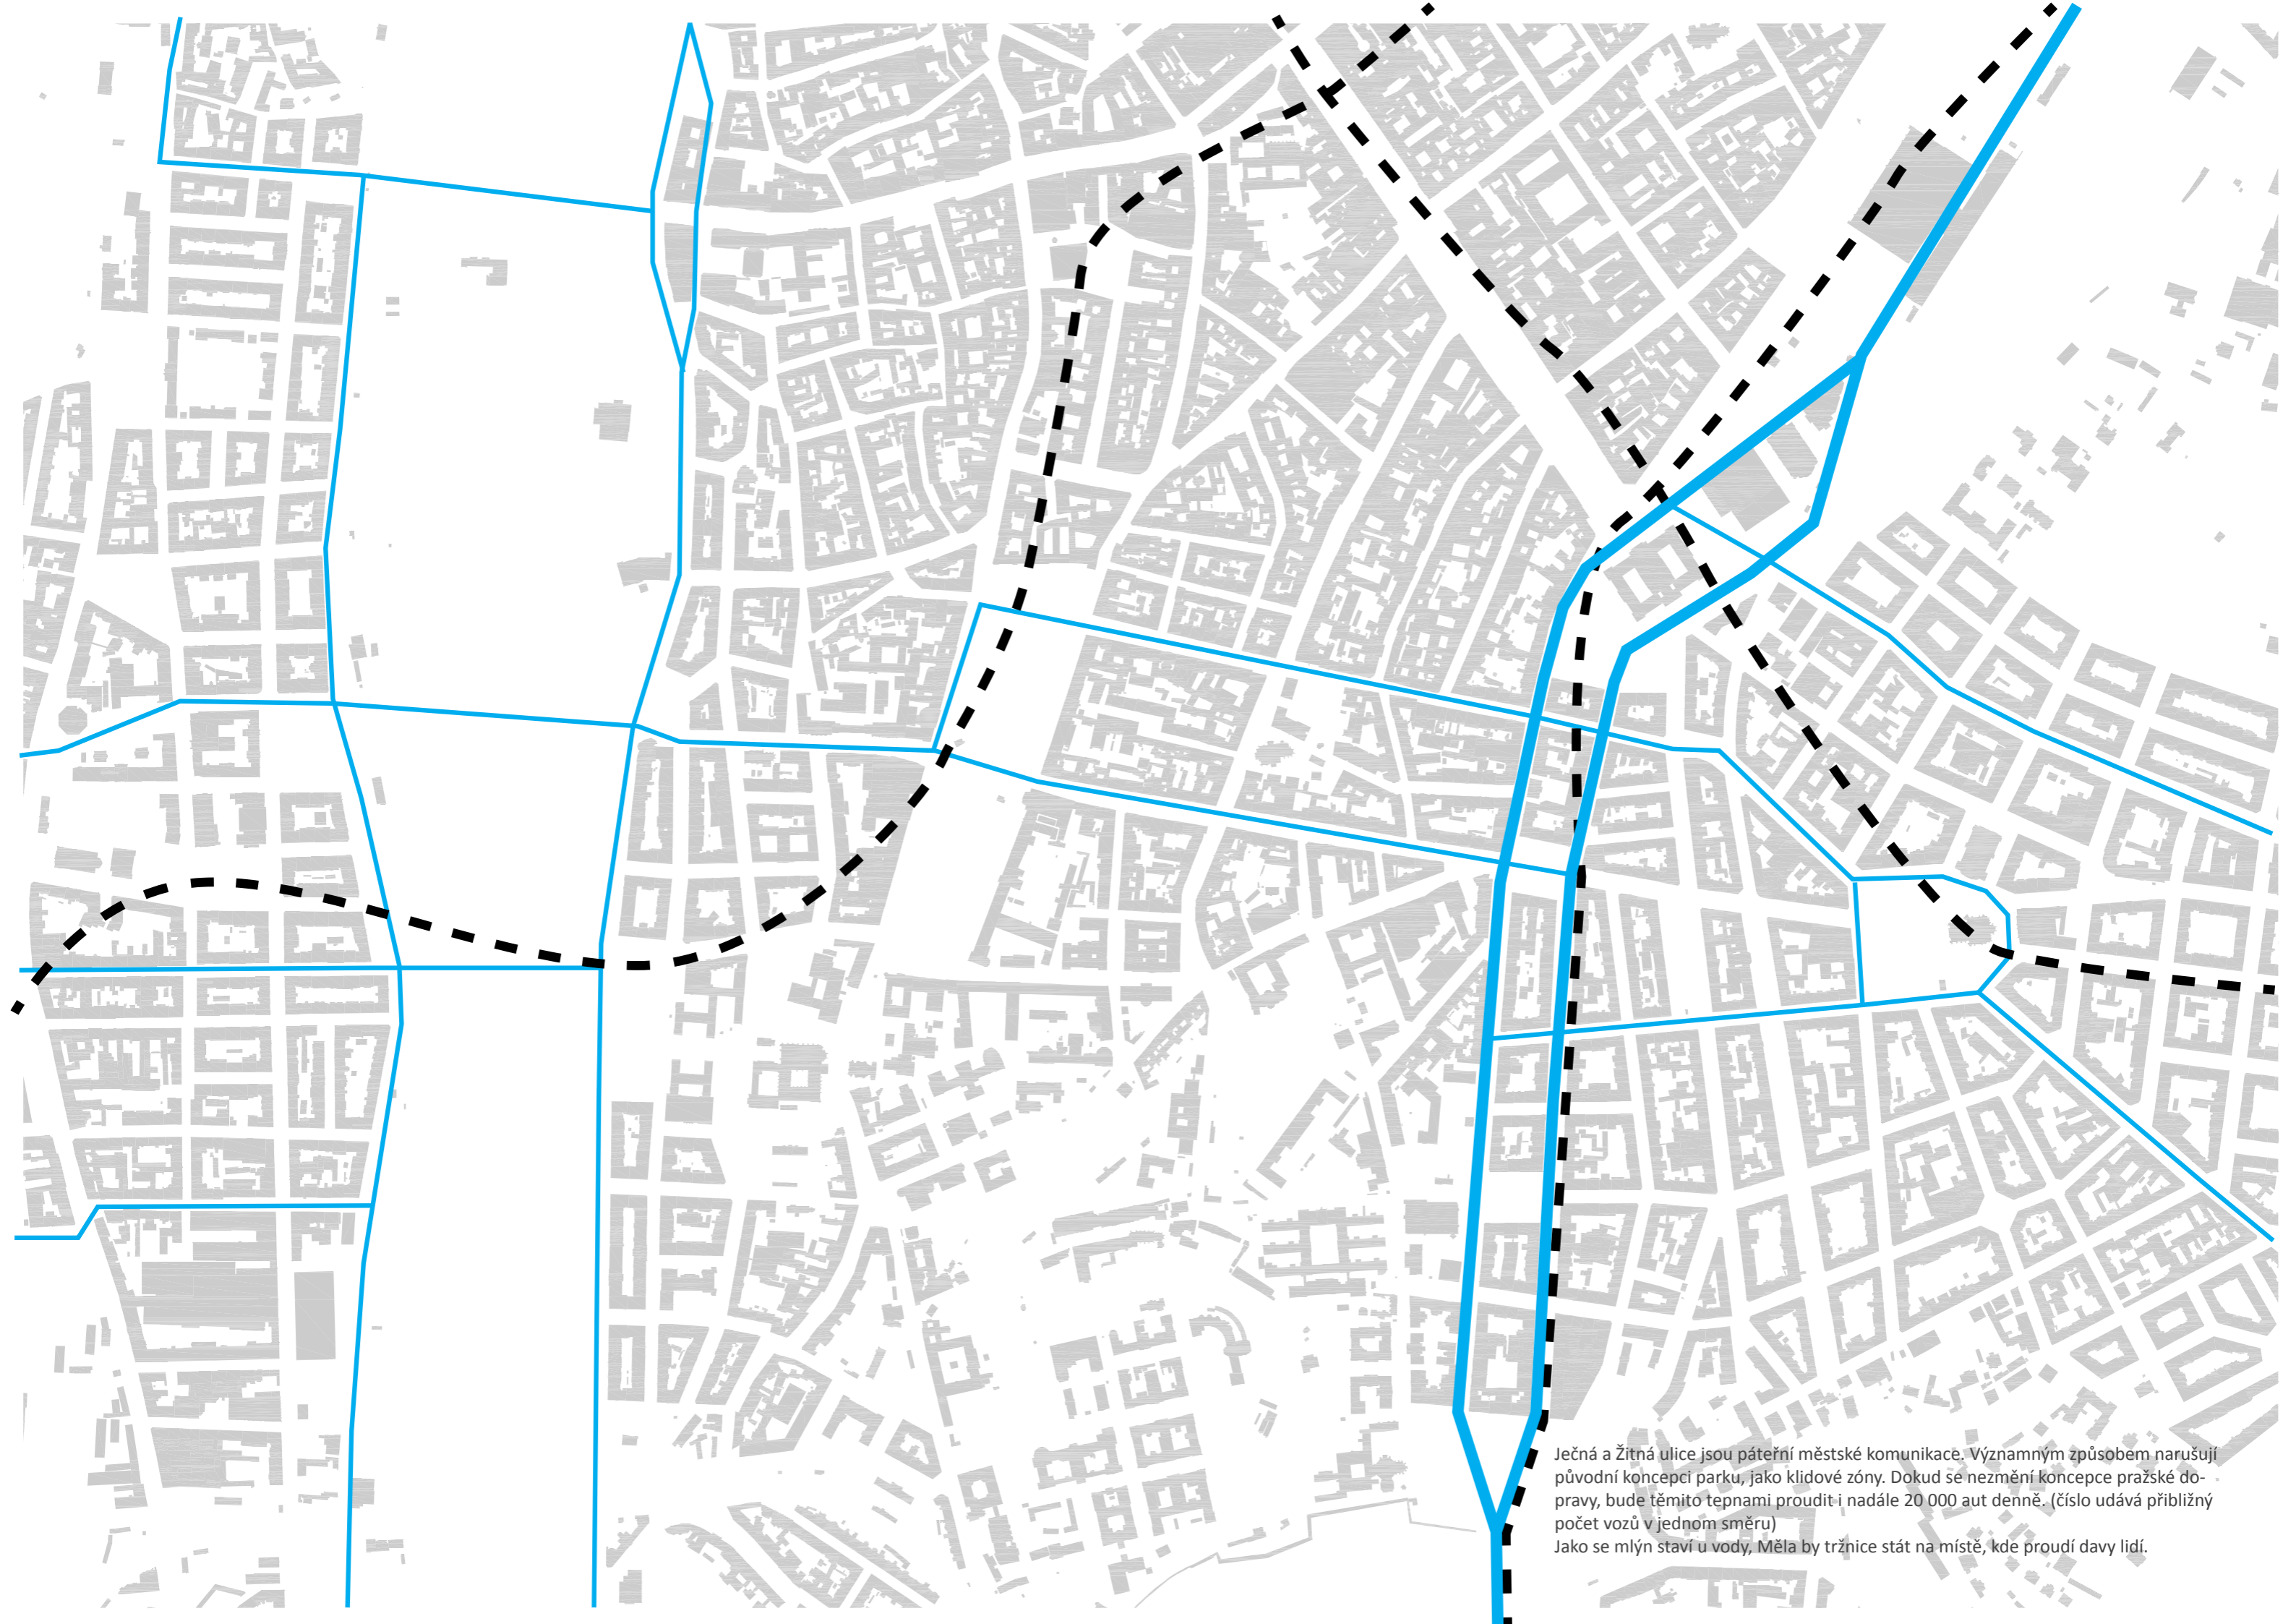 Ječná a Žitná ulice jsou páteřní městské komunikace. Významným způsobem narušují
původní koncepci parku, jako klidové zóny. Dokud se nezmění koncepce pražské do-
pravy, bude těmito tepnami proudit i nadále 20 000 aut denně. (číslo udává přibližný
počet vozů v jednom směru)
Jako se mlýn staví u vody, Měla by tržnice stát na místě, kde proudí davy lidí.